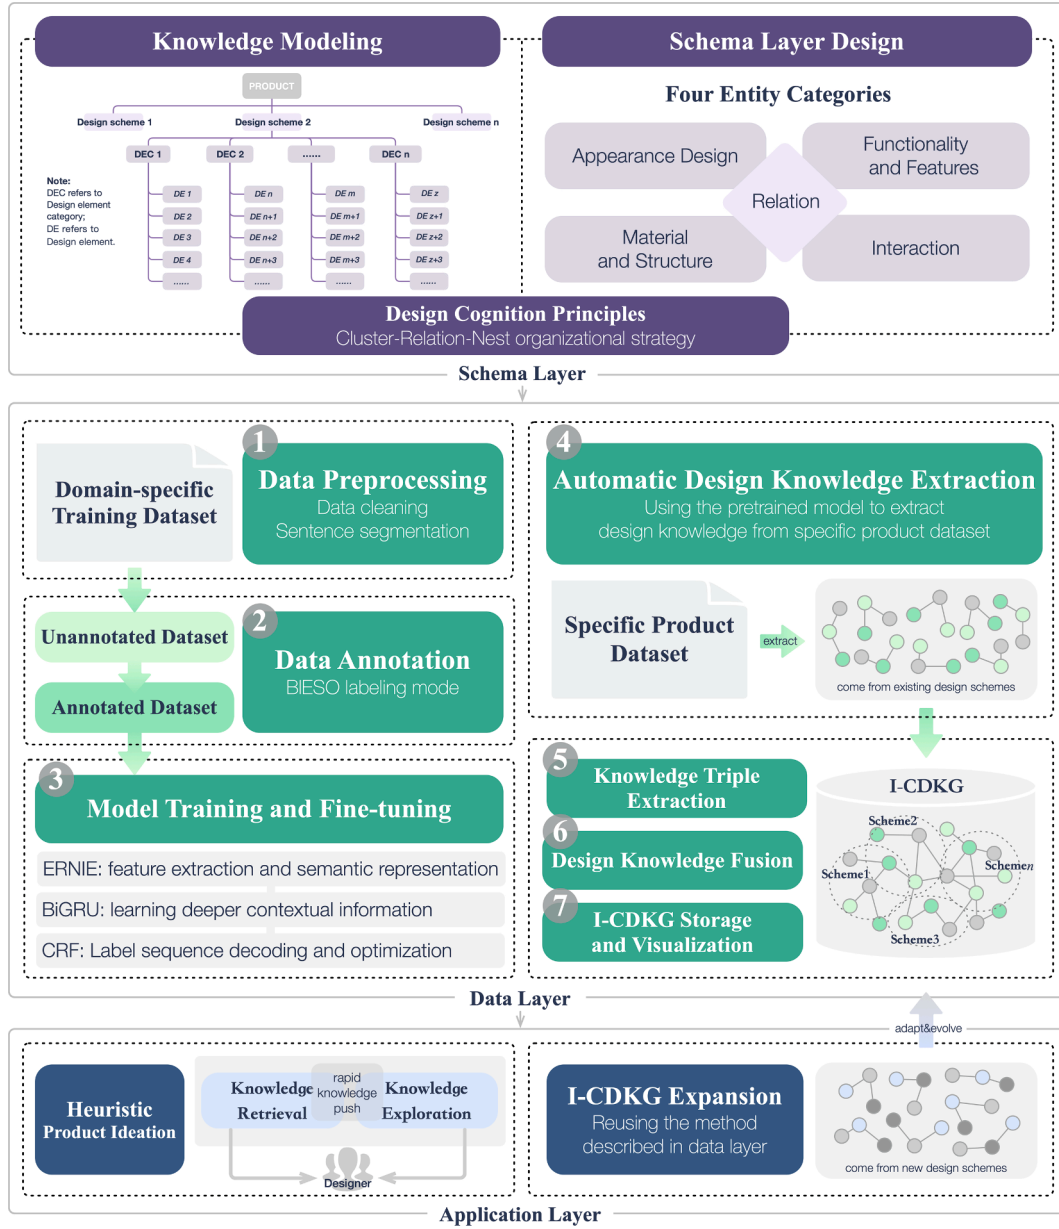 Knowledge Modeling
PRODUCT
Design scheme 1
Design scheme 2
Design scheme n
DEC 1
DEC 2
......
DEC n
Note:
DEC refers to
Design element
category;
DE refers to
Design element.
DE 1
DE 2
DE 3
DE 4
......
DE n
DE n+1
DE n+2
DE n+3
......
DE m
DE m+1
DE m+2
DE m+3
......
DE z
DE z+1
DE z+2
DE z+3
......
Schema Layer Design
Four Entity Categories
Appearance Design
Functionality
and Features
Relation
Material
and Structure
Interaction
Design Cognition Principles
Cluster-Relation-Nest organizational strategy
Schema Layer
Domain-specific
Training Dataset
1
Data Preprocessing
Data cleaning
Sentence segmentation
Unannotated Dataset
Annotated Dataset
2
Data Annotation
BIESO labeling mode
3
Model Training and Fine-tuning
ERNIE: feature extraction and semantic representation
BiGRU: learning deeper contextual information
CRF: Label sequence decoding and optimization
4
Automatic Design Knowledge Extraction
Using the pretrained model to extract
design knowledge from specific product dataset
Specific Product
Dataset
extract
come from existing design schemes
5
Knowledge Triple
Extraction
6
Design Knowledge Fusion
7
I-CDKG Storage
and Visualization
I-CDKG
Scheme2
Scheme1
Schemen
Scheme3
Data Layer
adapt&evolve
Heuristic
Product Ideation
Knowledge
Retrieval
rapid
knowledge
push
Knowledge
Exploration
Designer
I-CDKG Expansion
Reusing the method
described in data layer
come from new design schemes
Application Layer